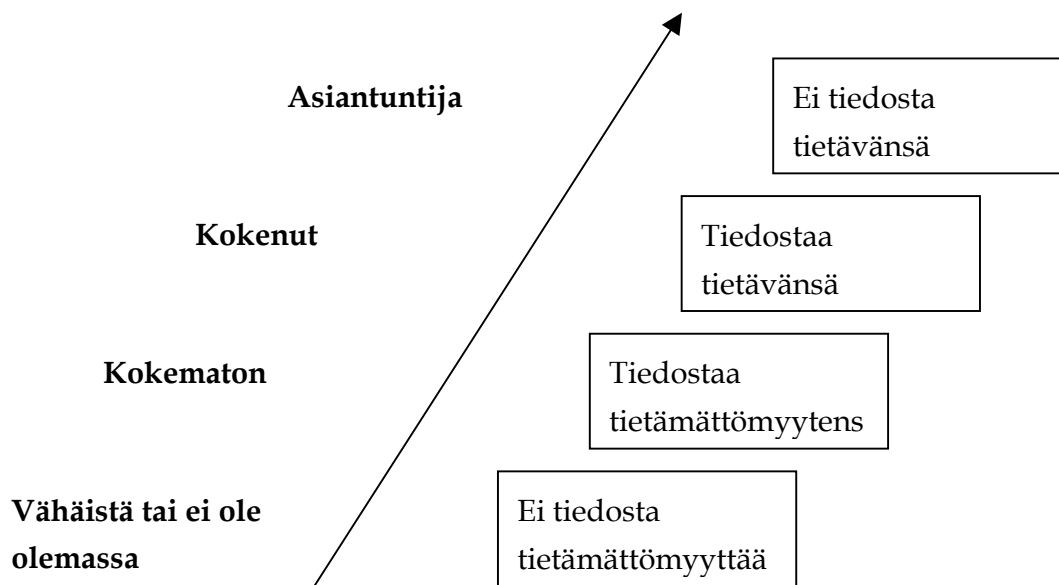 Asiantuntija
Ei tiedosta
tietävänsä
Kokenut
Tiedostaa
tietävänsä
Kokematon
Tiedostaa
tietämättömyytens
Vähäistä tai ei ole
olemassa
Ei tiedosta
tietämättömyyttää